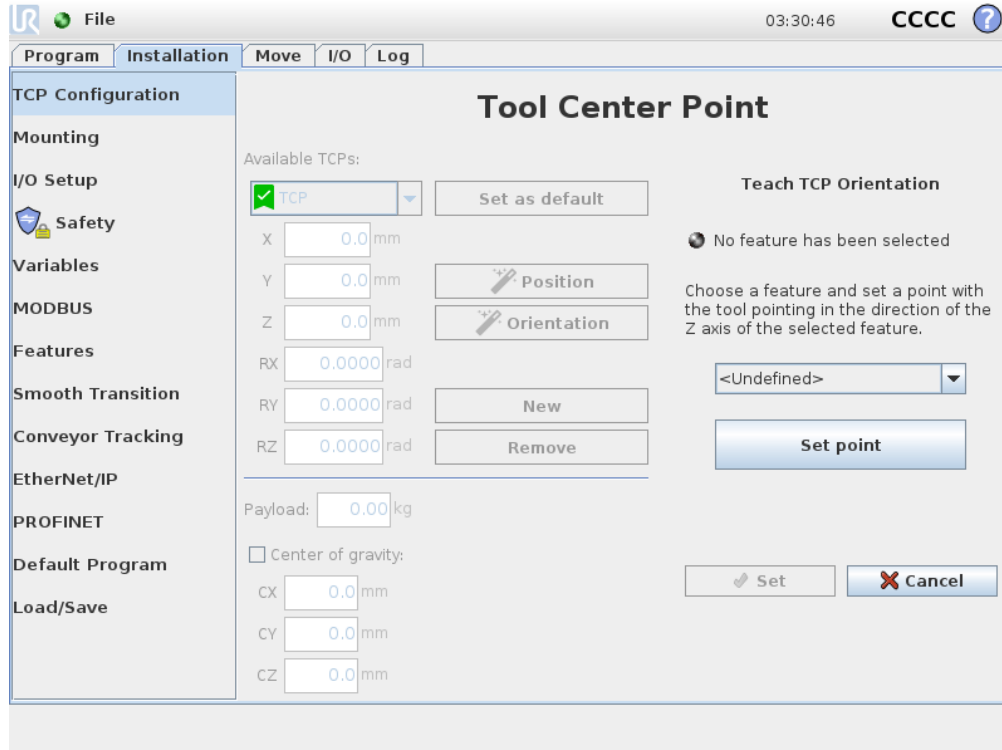 UR File 03:30:46 CCCC ?
Program Installation Move I/O Log
TCP Configuration
Mounting
I/O Setup
Safety
Variables
MODBUS
Features
Smooth Transition
Conveyor Tracking
EtherNet/IP
PROFINET
Default Program
Load/Save
Tool Center Point
Available TCPs:
TCP Set as default
X 0.0 mm
Y 0.0 mm Position
Z 0.0 mm Orientation
RX 0.0000 rad
RY 0.0000 rad New
RZ 0.0000 rad Remove
Payload: 0.00 kg
Center of gravity:
CX 0.0 mm
CY 0.0 mm
CZ 0.0 mm
Teach TCP Orientation
No feature has been selected
Choose a feature and set a point with
the tool pointing in the direction of the
Z axis of the selected feature.
<Undefined>
Set point
Set Cancel